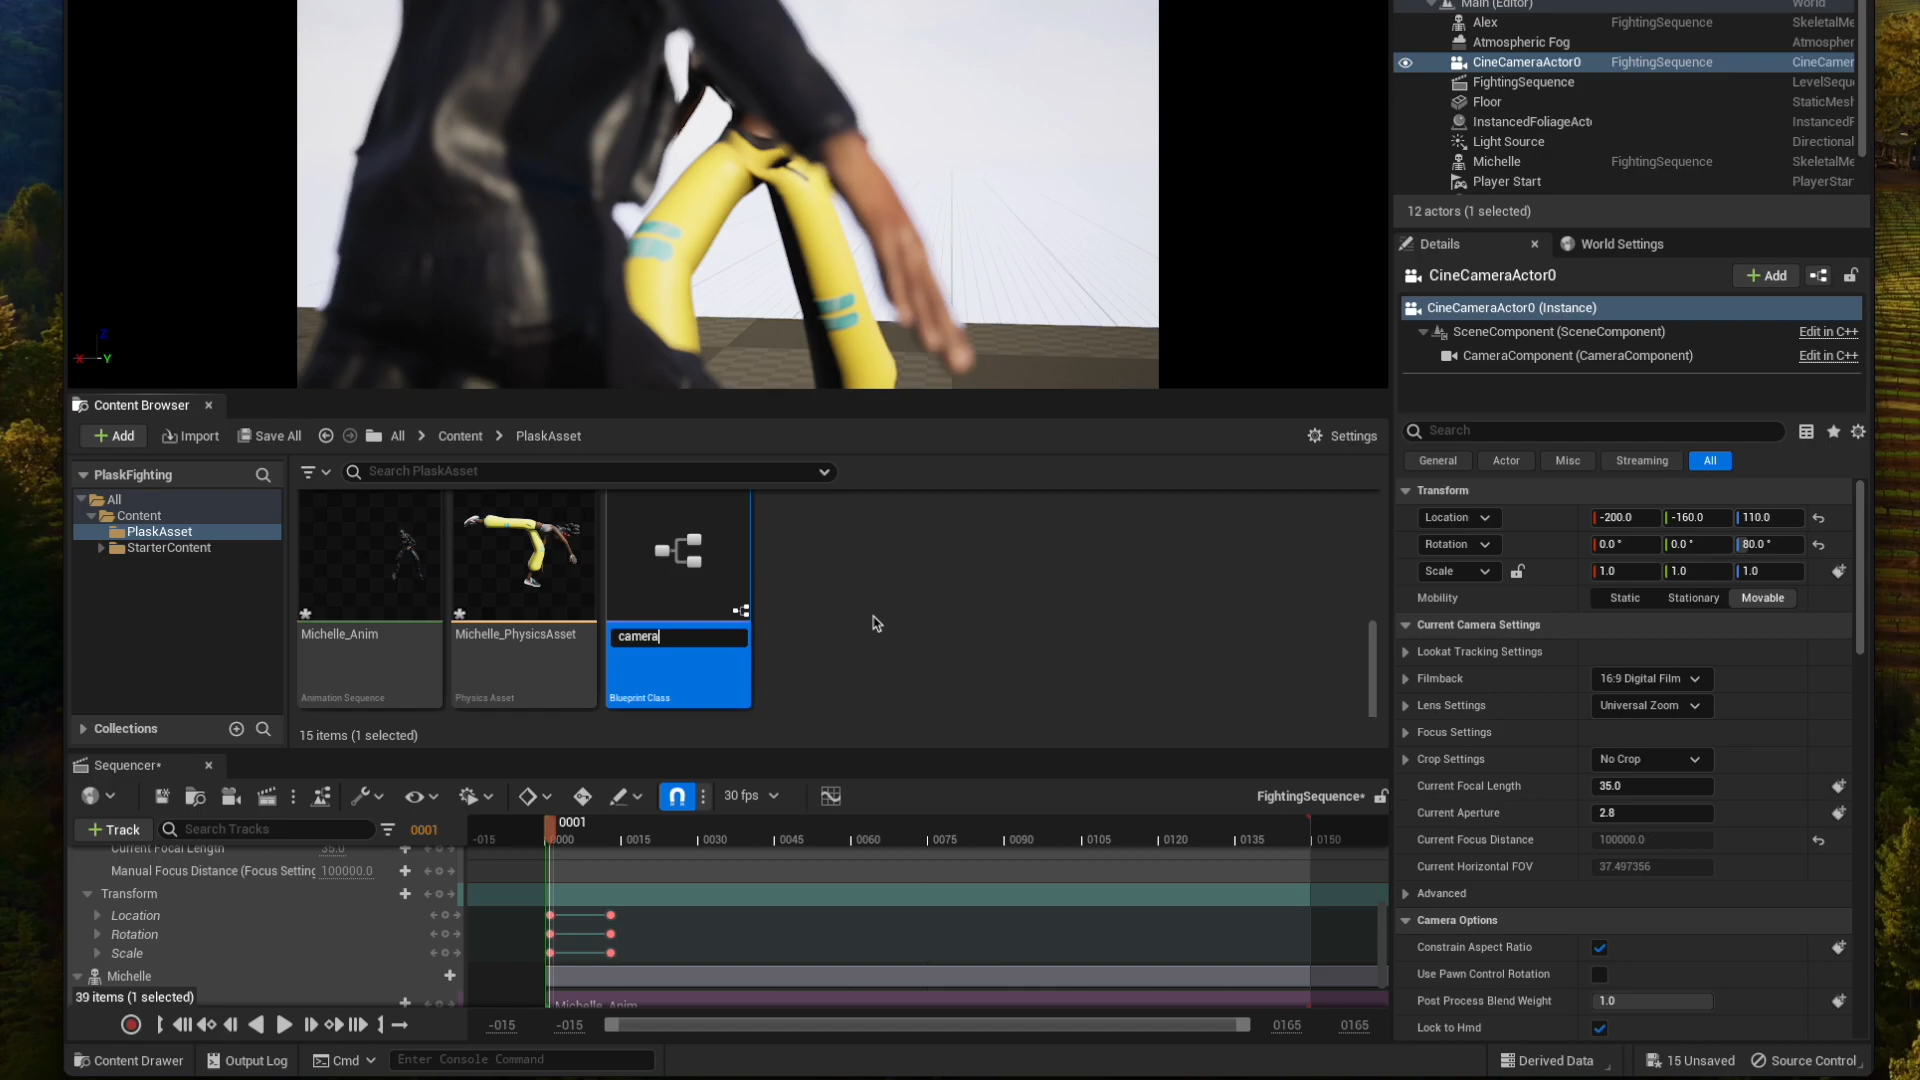 Main (Editor) World
Alex FightingSequence SkeletalMe
Atmospheric Fog Atmospher
CineCameraActor0 FightingSequence CineCamer
FightingSequence LevelSequ
Floor StaticMesh
InstancedFoliageActo InstancedF
Light Source Directional
Michelle FightingSequence SkeletalMe
Player Start PlayerStar
12 actors (1 selected)
Details World Settings
CineCameraActor0 Add
CineCameraActor0 (Instance)
SceneComponent (SceneComponent) Edit in C++
CameraComponent (CameraComponent) Edit in C++
Search
General Actor Misc Streaming All
Transform
Location -200.0 -160.0 110.0
Rotation 0.0 ° 0.0 ° 80.0 °
Scale 1.0 1.0 1.0
Mobility Static Stationary Movable
Current Camera Settings
Lookat Tracking Settings
Filmback 16:9 Digital Film
Lens Settings Universal Zoom
Focus Settings
Crop Settings No Crop
Current Focal Length 35.0
Current Aperture 2.8
Current Focus Distance 100000.0
Current Horizontal FOV 37.497356
Advanced
Camera Options
Constrain Aspect Ratio
Use Pawn Control Rotation
Post Process Blend Weight 1.0
Lock to Hmd
Z
X Y
Content Browser
Add Import Save All All Content PlaskAsset Settings
PlaskFighting
Search PlaskAsset
All
Content
PlaskAsset
StarterContent
Collections
Michelle_Anim
Animation Sequence
Michelle_PhysicsAsset
Physics Asset
camera
Blueprint Class
15 items (1 selected)
Sequencer*
30 fps FightingSequence*
Track Search Tracks 0001
0001
-015 0000 0015 0030 0045 0060 0075 0090 0105 0120 0135 0150
Current Focal Length 35.0
Manual Focus Distance (Focus Setting 100000.0
Transform
Location
Rotation
Scale
Michelle
39 items (1 selected)
Michelle_Anim
-015 -015 0165 0165
Content Drawer Output Log Cmd Enter Console Command Derived Data 15 Unsaved Source Control